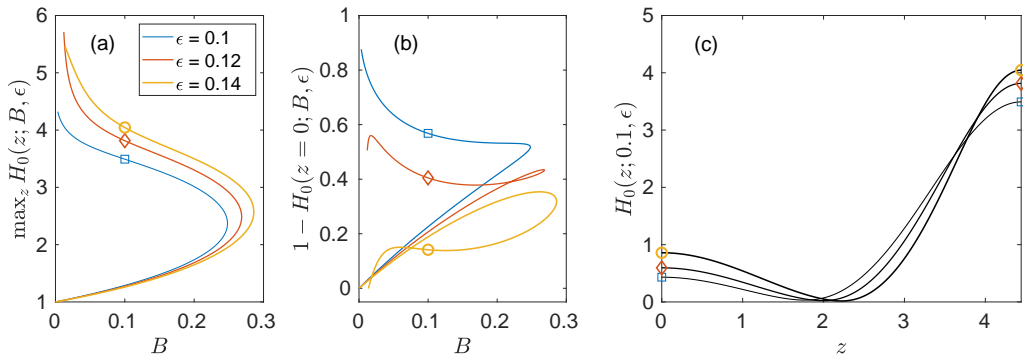 (a)
ϵ = 0.1
ϵ = 0.12
ϵ = 0.14
max_z H_0(z; B, ϵ)
6
5
4
3
2
1
0 0.1 0.2 0.3
B
(b)
1 − H_0(z = 0; B, ϵ)
1
0.8
0.6
0.4
0.2
0
0 0.1 0.2 0.3
B
(c)
H_0(z; 0.1, ϵ)
5
4
3
2
1
0
0 1 2 3 4
z